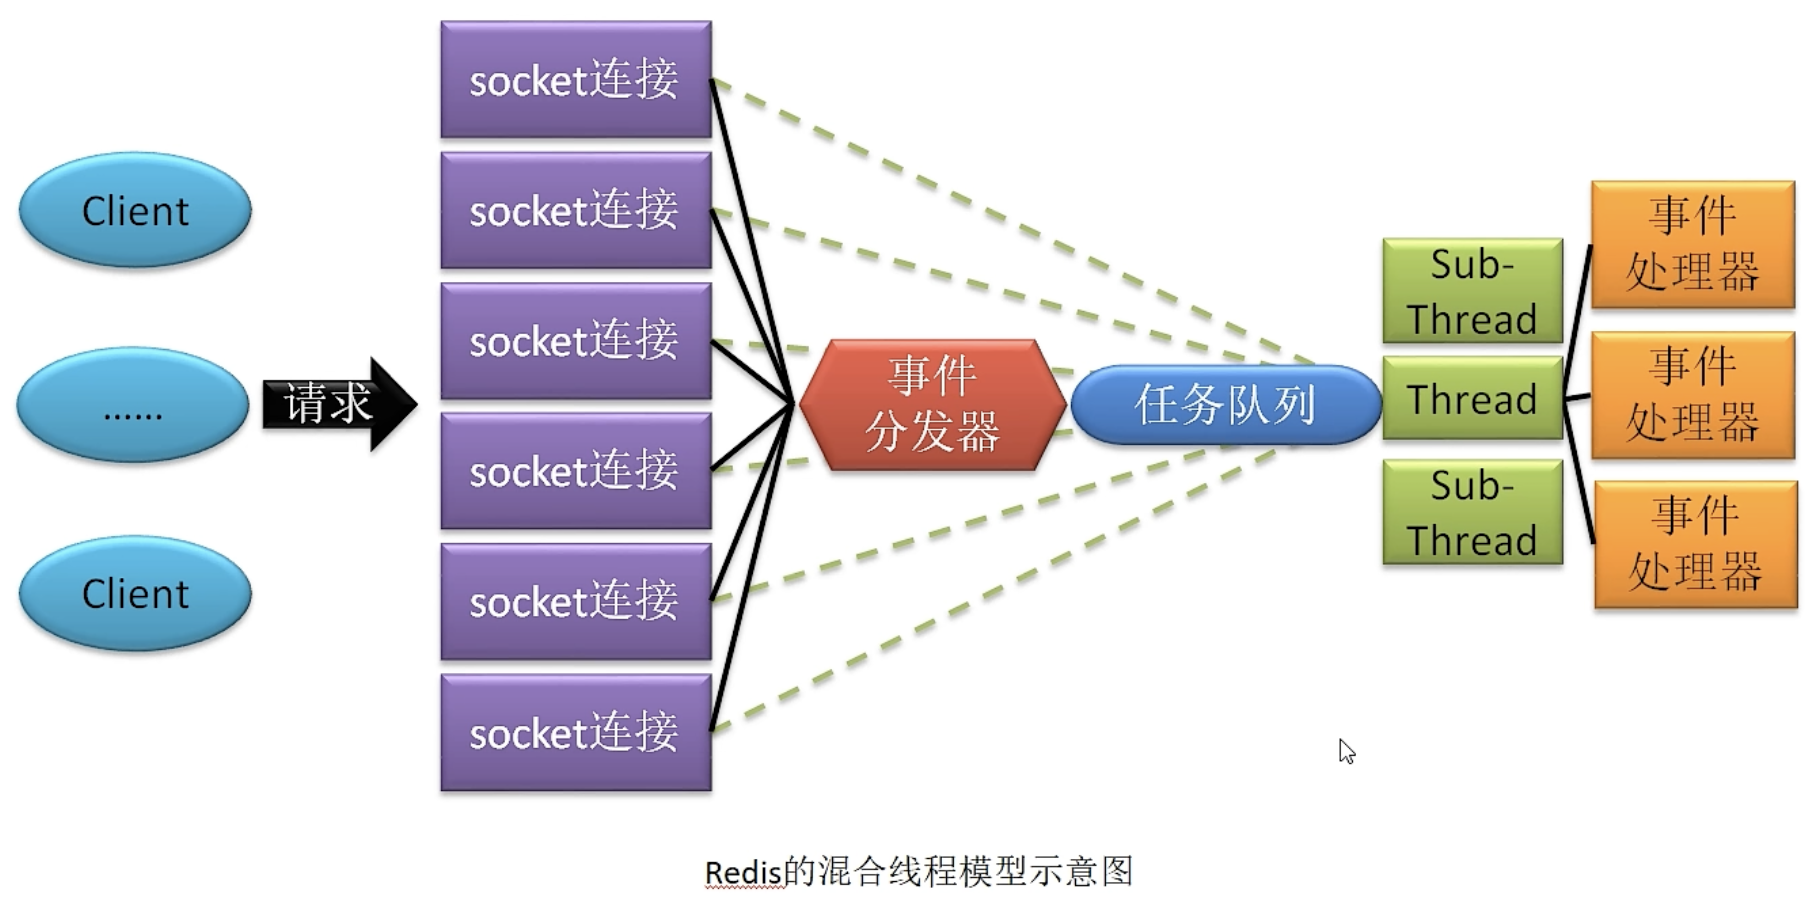 Client
......
Client
请求
socket连接
socket连接
socket连接
socket连接
socket连接
socket连接
事件
分发器
任务队列
Sub-
Thread
Thread
Sub-
Thread
事件
处理器
事件
处理器
事件
处理器
Redis的混合线程模型示意图